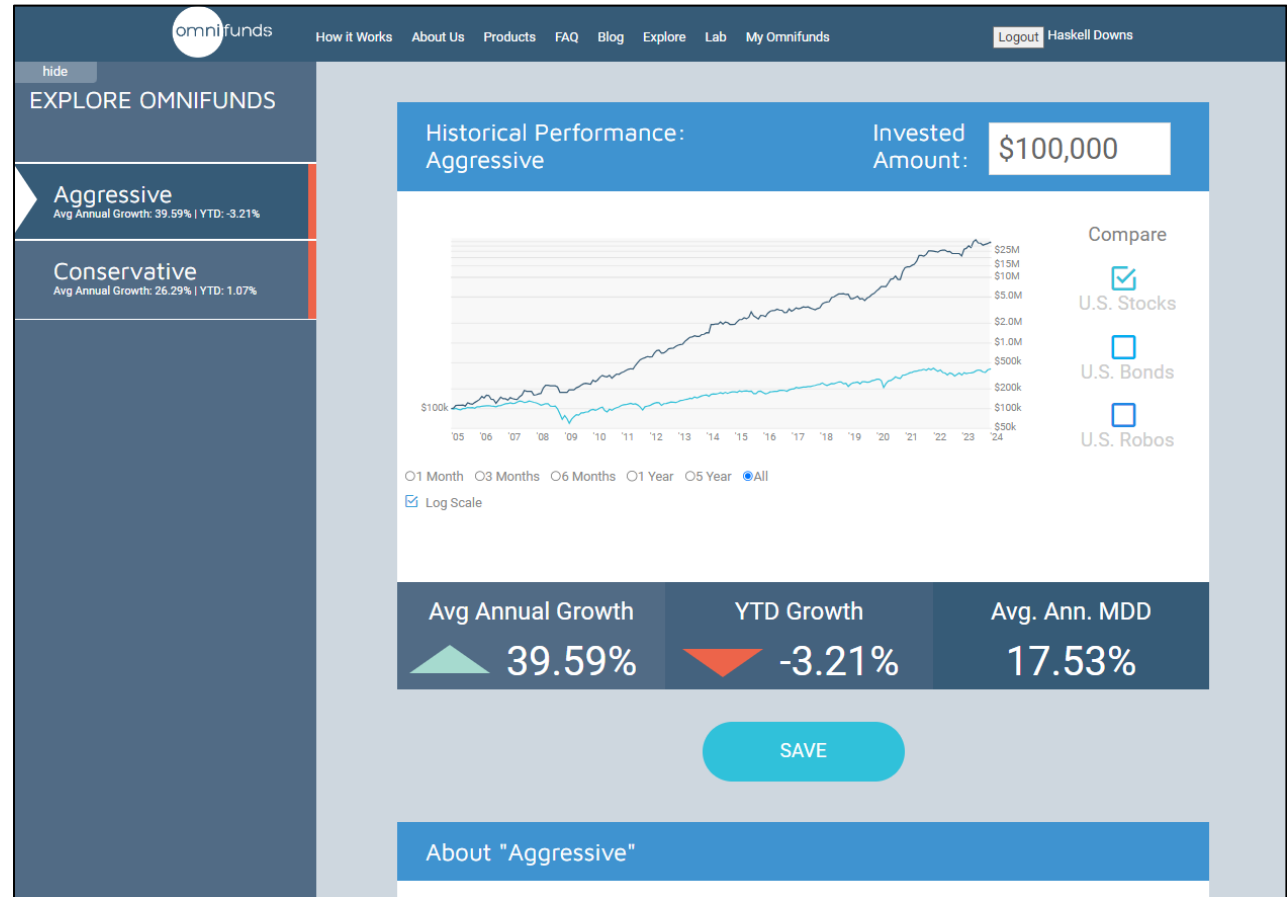 omnifunds
How it Works About Us Products FAQ Blog Explore Lab My Omnifunds
Logout Haskell Downs
hide
EXPLORE OMNIFUNDS
Aggressive
Avg Annual Growth: 39.59% | YTD: -3.21%
Conservative
Avg Annual Growth: 26.29% | YTD: 1.07%
Historical Performance:
Aggressive
Invested
Amount:
$100,000
$25M
$15M
$10M
$5.0M
$2.0M
$1.0M
$500k
$200k
$100k
$50k
$100k
'05 '06 '07 '08 '09 '10 '11 '12 '13 '14 '15 '16 '17 '18 '19 '20 '21 '22 '23 '24
Compare
U.S. Stocks
U.S. Bonds
U.S. Robos
1 Month 3 Months 6 Months 1 Year 5 Year All
Log Scale
Avg Annual Growth
39.59%
YTD Growth
-3.21%
Avg. Ann. MDD
17.53%
SAVE
About "Aggressive"